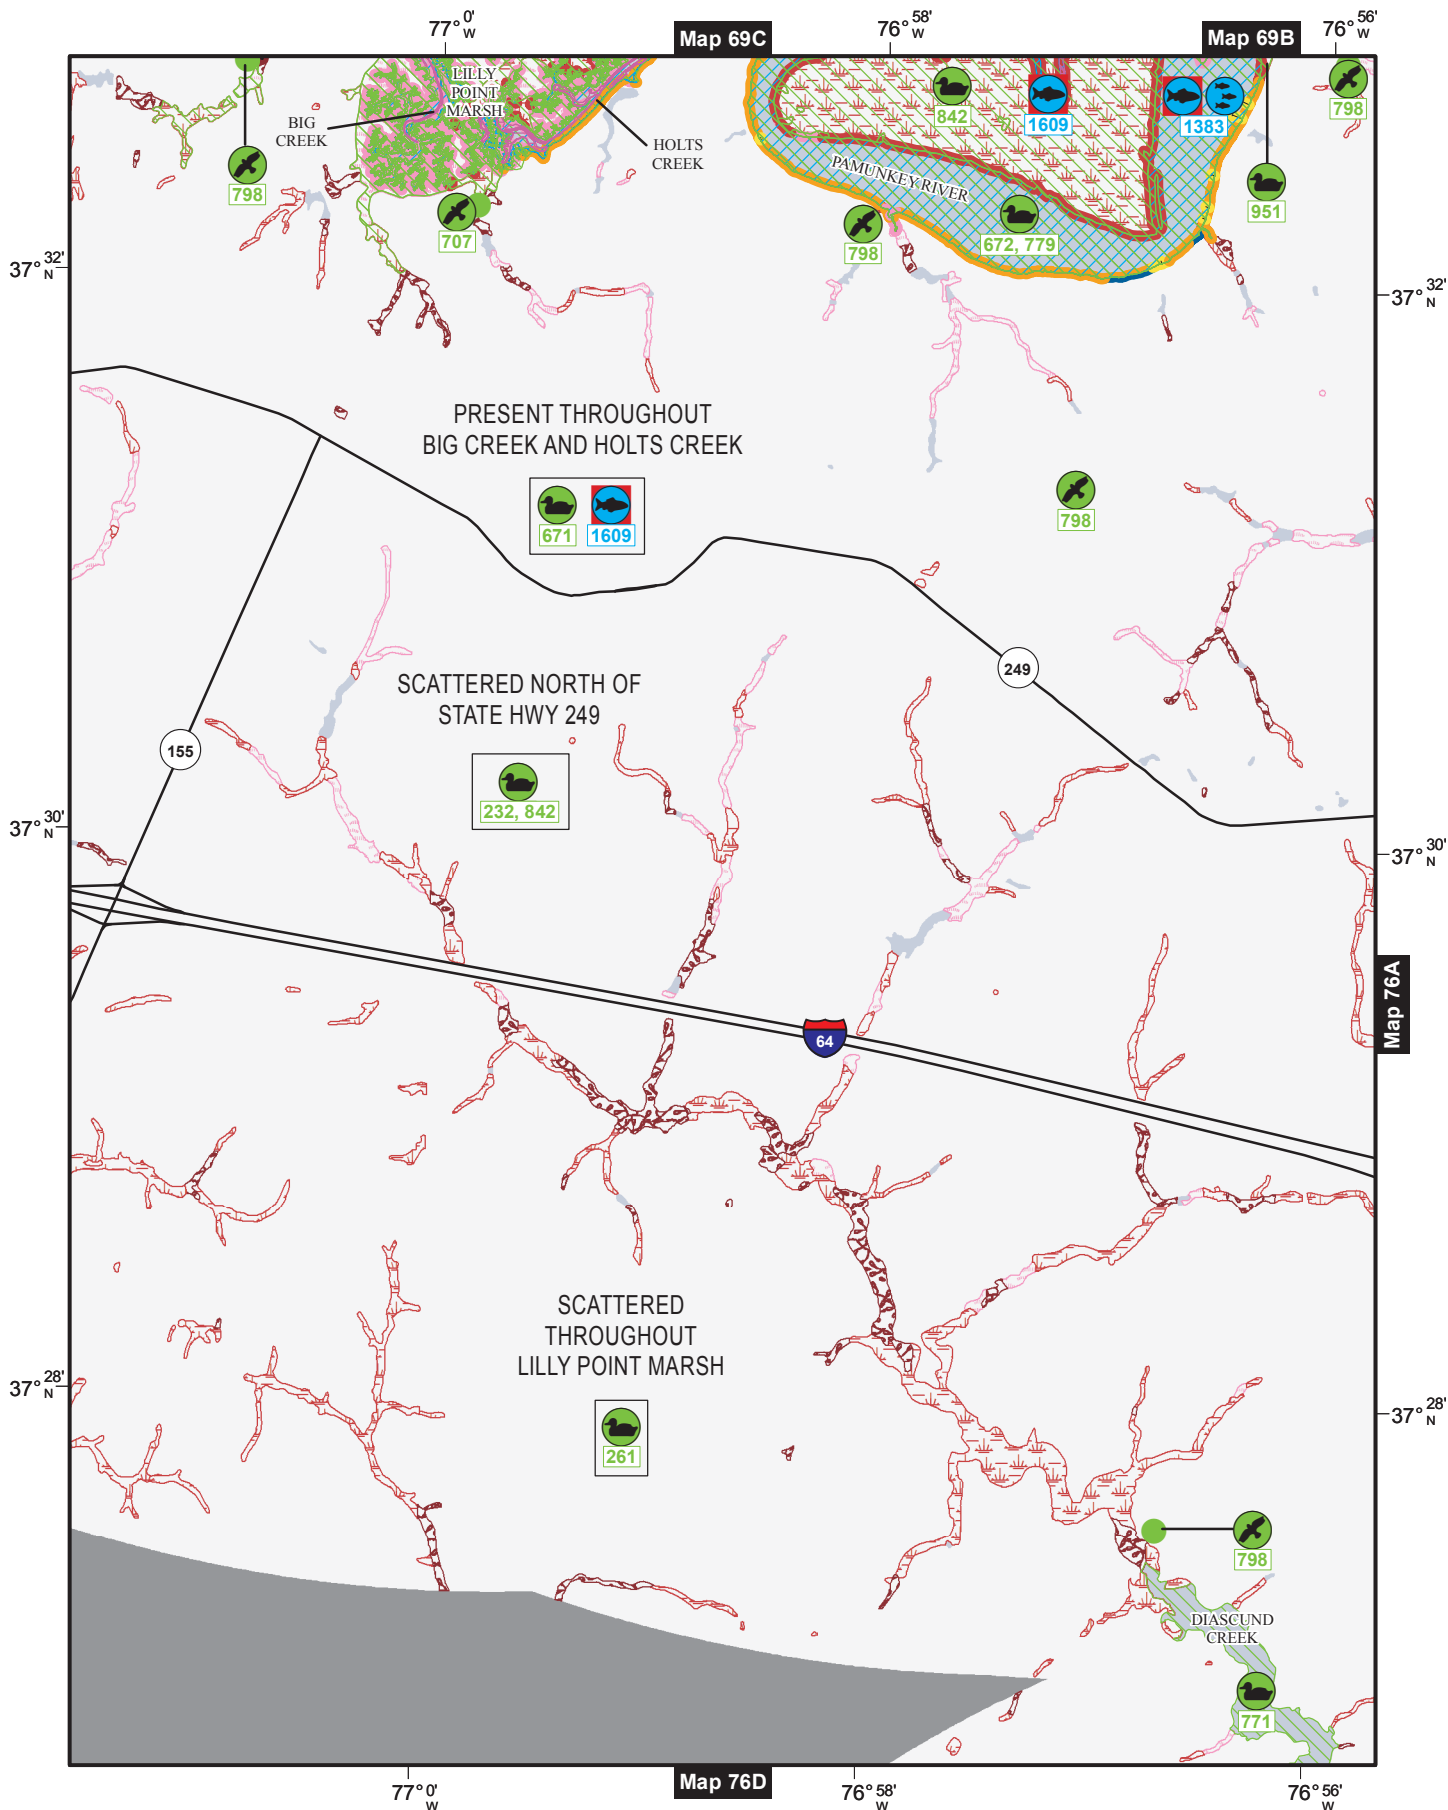 77° 0' W
Map 69C
76° 58' W
Map 69B
76° 56' W
LILLY
POINT
MARSH
BIG
CREEK
HOLTS
CREEK
842
1609
1383
798
798
707
PAMUNKEY RIVER
798
672, 779
951
37° 32' N
37° 32' N
PRESENT THROUGHOUT
BIG CREEK AND HOLTS CREEK
671
1609
798
249
SCATTERED NORTH OF
STATE HWY 249
155
232, 842
37° 30' N
37° 30' N
Map 76A
64
SCATTERED
THROUGHOUT
LILLY POINT MARSH
37° 28' N
37° 28' N
261
798
DIASCUND
CREEK
771
77° 0' W
Map 76D
76° 58' W
76° 56' W